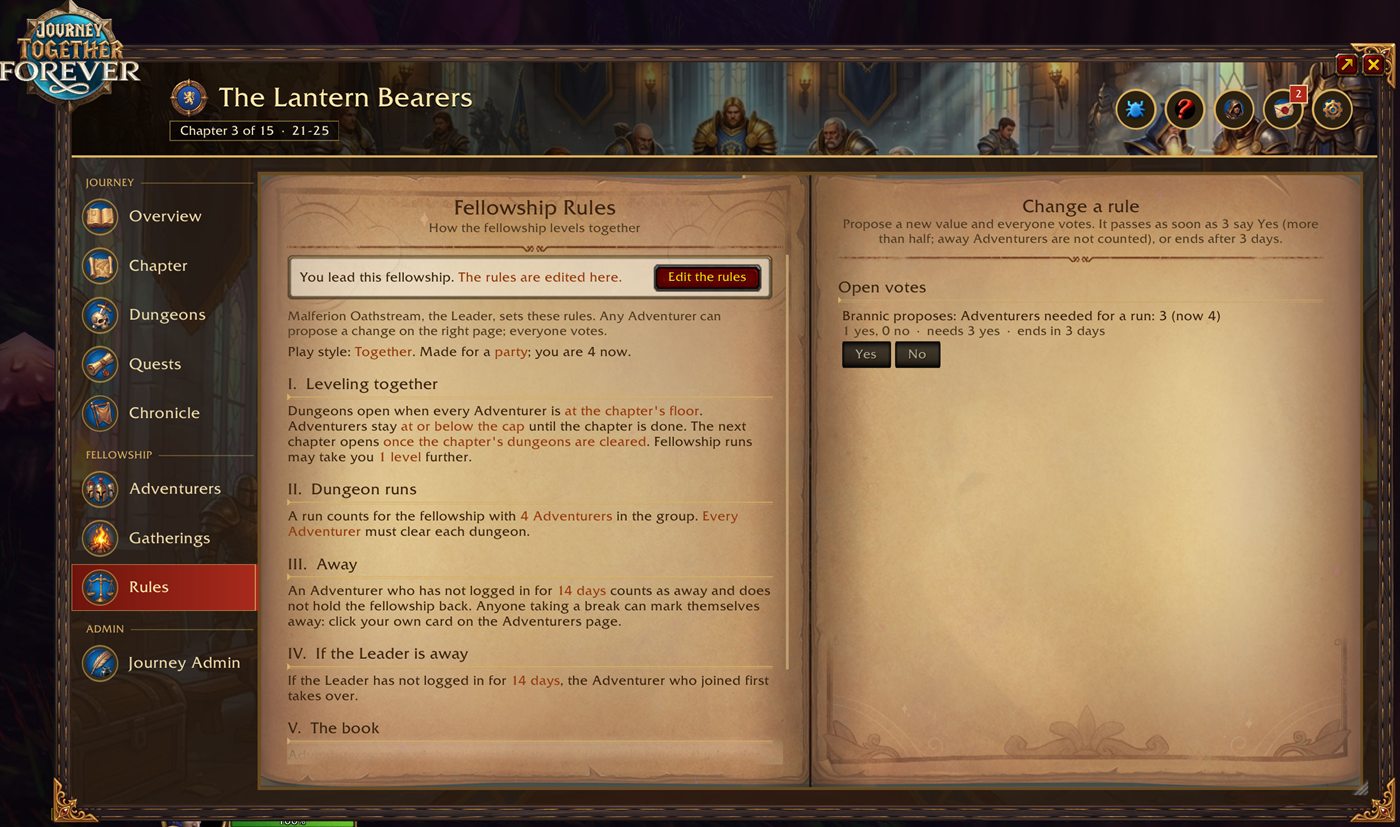 JOURNEY
TOGETHER
FOREVER
The Lantern Bearers
Chapter 3 of 15 · 21-25
2
JOURNEY
Overview
Chapter
Dungeons
Quests
Chronicle
FELLOWSHIP
Adventurers
Gatherings
Rules
ADMIN
Journey Admin
Fellowship Rules
How the fellowship levels together
You lead this fellowship. The rules are edited here.
Edit the rules
Malferion Oathstream, the Leader, sets these rules. Any Adventurer can
propose a change on the right page; everyone votes.
Play style: Together. Made for a party; you are 4 now.
I. Leveling together
Dungeons open when every Adventurer is at the chapter's floor.
Adventurers stay at or below the cap until the chapter is done. The next
chapter opens once the chapter's dungeons are cleared. Fellowship runs
may take you 1 level further.
II. Dungeon runs
A run counts for the fellowship with 4 Adventurers in the group. Every
Adventurer must clear each dungeon.
III. Away
An Adventurer who has not logged in for 14 days counts as away and does
not hold the fellowship back. Anyone taking a break can mark themselves
away: click your own card on the Adventurers page.
IV. If the Leader is away
If the Leader has not logged in for 14 days, the Adventurer who joined first
takes over.
V. The book
Change a rule
Propose a new value and everyone votes. It passes as soon as 3 say Yes (more
than half; away Adventurers are not counted), or ends after 3 days.
Open votes
Brannic proposes: Adventurers needed for a run: 3 (now 4)
1 yes, 0 no · needs 3 yes · ends in 3 days
Yes
No
100%